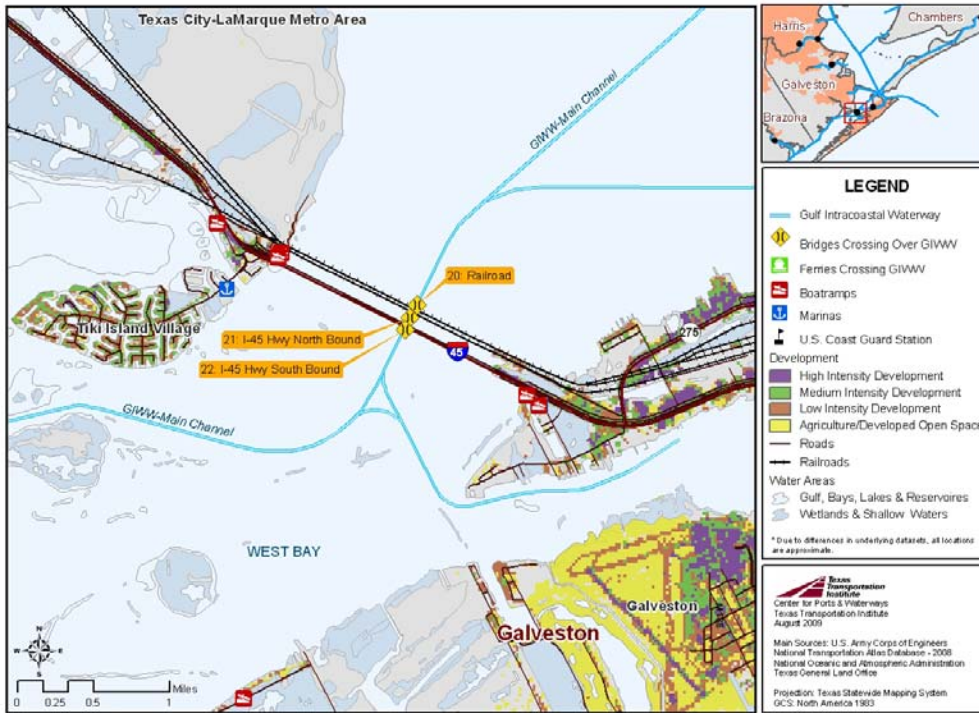 Texas City-LaMarque Metro Area
GIWW-Main Channel
20: Railroad
Tiki Island Village
21: I-45 Hwy North Bound
22: I-45 Hwy South Bound
45
275
GIWW-Main Channel
WEST BAY
Galveston
Galveston
N
W
E
S
Miles
0 0.25 0.5 1
Harris
Chambers
Galveston
Brazoria
LEGEND
Gulf Intracoastal Waterway
Bridges Crossing Over GIWW
Ferries Crossing GIWW
Boatramps
Marinas
U.S. Coast Guard Station
Development
High Intensity Development
Medium Intensity Development
Low Intensity Development
Agriculture/Developed Open Space
Roads
Railroads
Water Areas
Gulf, Bays, Lakes & Reservoires
Wetlands & Shallow Waters
* Due to differences in underlying datasets, all locations
are approximate.
Texas
Transportation
Institute
Center for Ports & Waterways
Texas Transportation Institute
August 2009
Main Sources: U.S. Army Corps of Engineers
National Transportation Atlas Database - 2008
National Oceanic and Atmospheric Administration
Texas General Land Office
Projection: Texas Statewide Mapping System
GCS: North America 1983